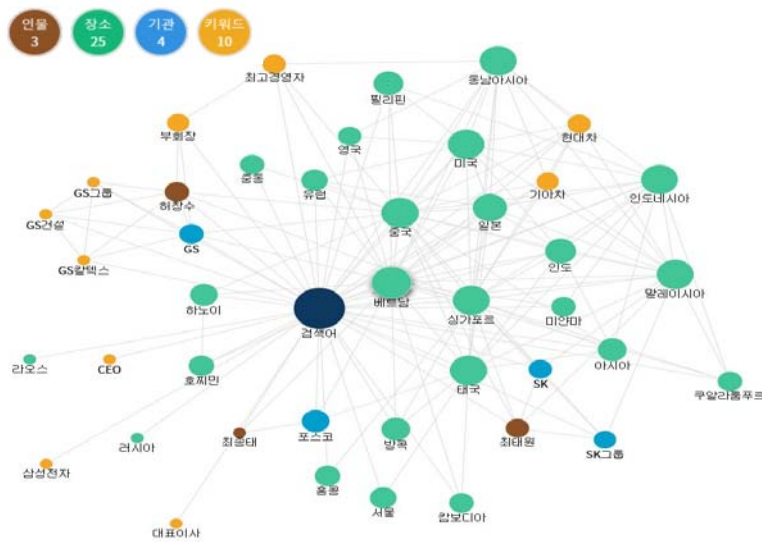 인물 장소 기관 키워드
3 25 4 10
최고경영자
동남아시아
필리핀
부회장
영국
미국
현대차
중동
유럽
기아차
GS그룹
허창수
인도네시아
GS건설
GS
중국
일본
GS칼텍스
인도
하노이
베트남
말레이시아
검색어
싱가포르
미얀마
라오스
CEO
호찌민
태국
SK
아시아
쿠알라룸푸르
삼성전자
러시아
최종태
포스코
방콕
최태원
SK그룹
홍콩
서울
캄보디아
대표이사